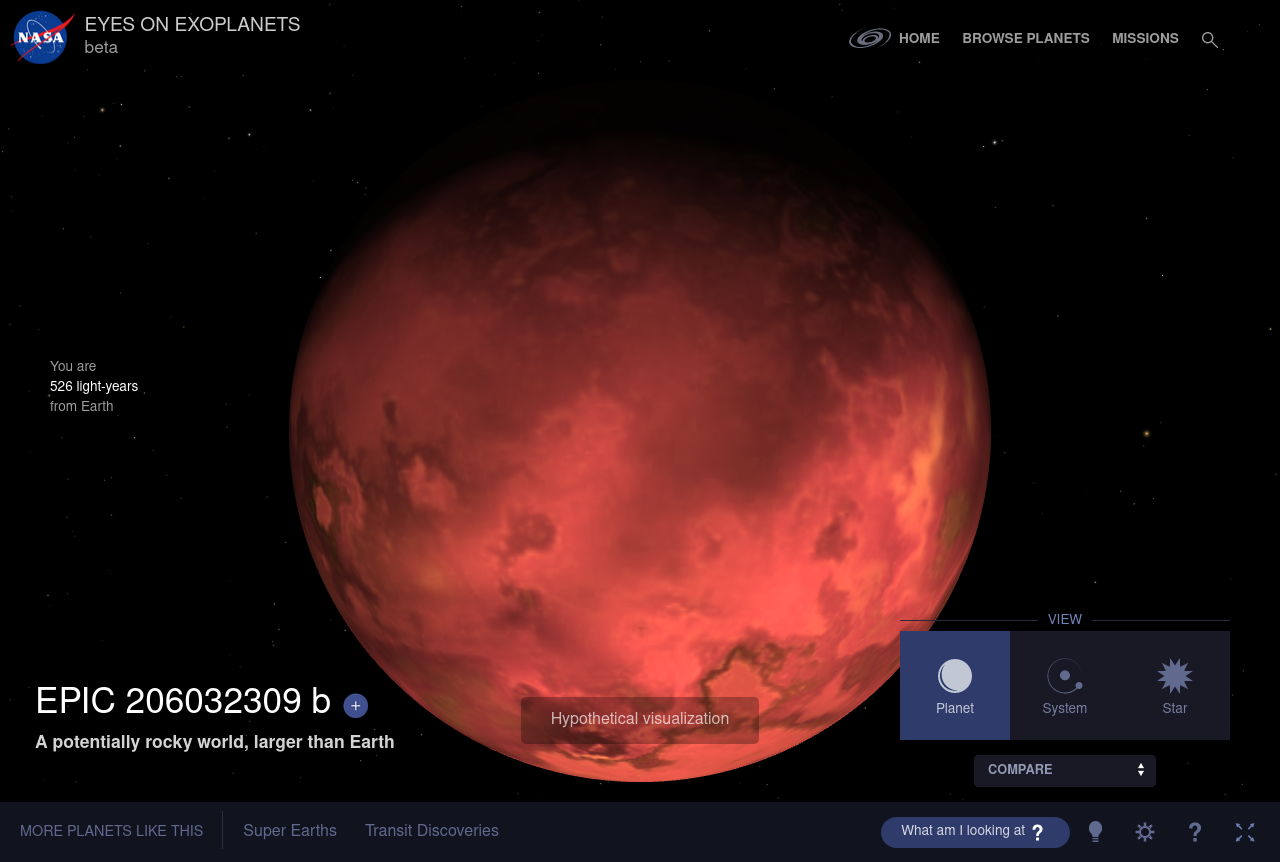 NASA
EYES ON EXOPLANETS
beta
HOME
BROWSE PLANETS
MISSIONS
You are
526 light-years
from Earth
VIEW
Planet
System
Star
EPIC 206032309 b +
A potentially rocky world, larger than Earth
Hypothetical visualization
COMPARE
MORE PLANETS LIKE THIS
Super Earths
Transit Discoveries
What am I looking at ?
?